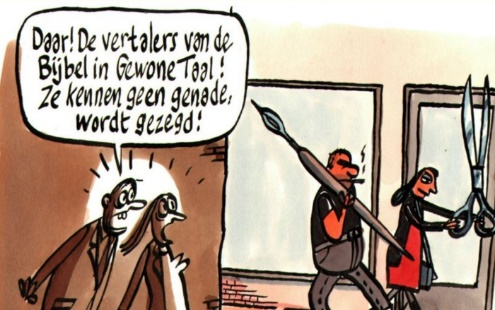 Daar! De vertalers van de
Bijbel in Gewone Taal!
Ze kennen geen genade,
wordt gezegd!